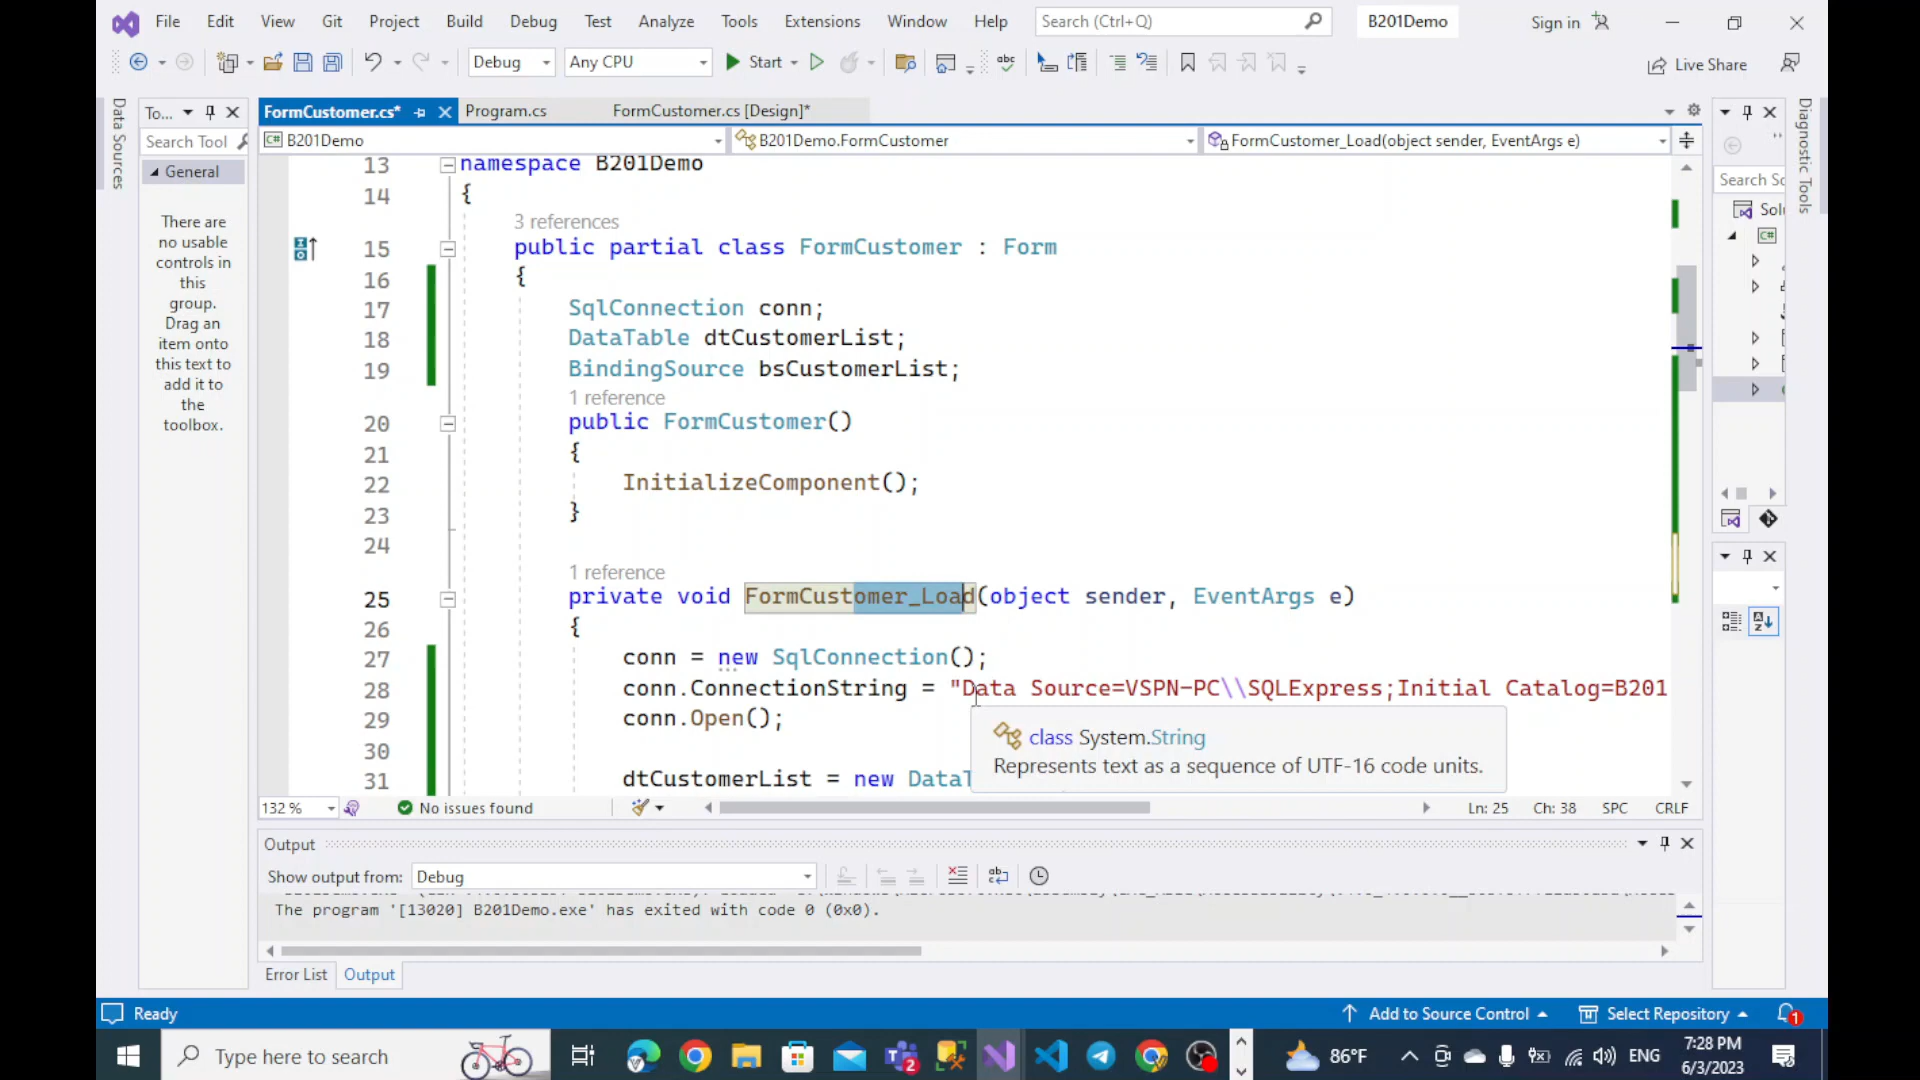 File Edit View Git Project Build Debug Test Analyze Tools Extensions Window Help Search (Ctrl+Q) B201Demo Sign in
Debug Any CPU Start Live Share
Data Sources
To...
Search Tool
General
There are
no usable
controls in
this
group.
Drag an
item onto
this text to
add it to
the
toolbox.
FormCustomer.cs* Program.cs FormCustomer.cs [Design]*
B201Demo B201Demo.FormCustomer FormCustomer_Load(object sender, EventArgs e)
13 namespace B201Demo
14 {
3 references
15 public partial class FormCustomer : Form
16 {
17 SqlConnection conn;
18 DataTable dtCustomerList;
19 BindingSource bsCustomerList;
1 reference
20 public FormCustomer()
21 {
22 InitializeComponent();
23 }
24
1 reference
25 private void FormCustomer_Load(object sender, EventArgs e)
26 {
27 conn = new SqlConnection();
28 conn.ConnectionString = "Data Source=VSPN-PC\\SQLExpress;Initial Catalog=B201
29 conn.Open();
30
31 dtCustomerList = new DataT
class System.String
Represents text as a sequence of UTF-16 code units.
132 % No issues found Ln: 25 Ch: 38 SPC CRLF
Output
Show output from: Debug
The program '[13020] B201Demo.exe' has exited with code 0 (0x0).
Error List Output
Search So
Solu
Diagnostic Tools
Ready Add to Source Control Select Repository 1
Type here to search 2 86°F ENG 7:28 PM
6/3/2023